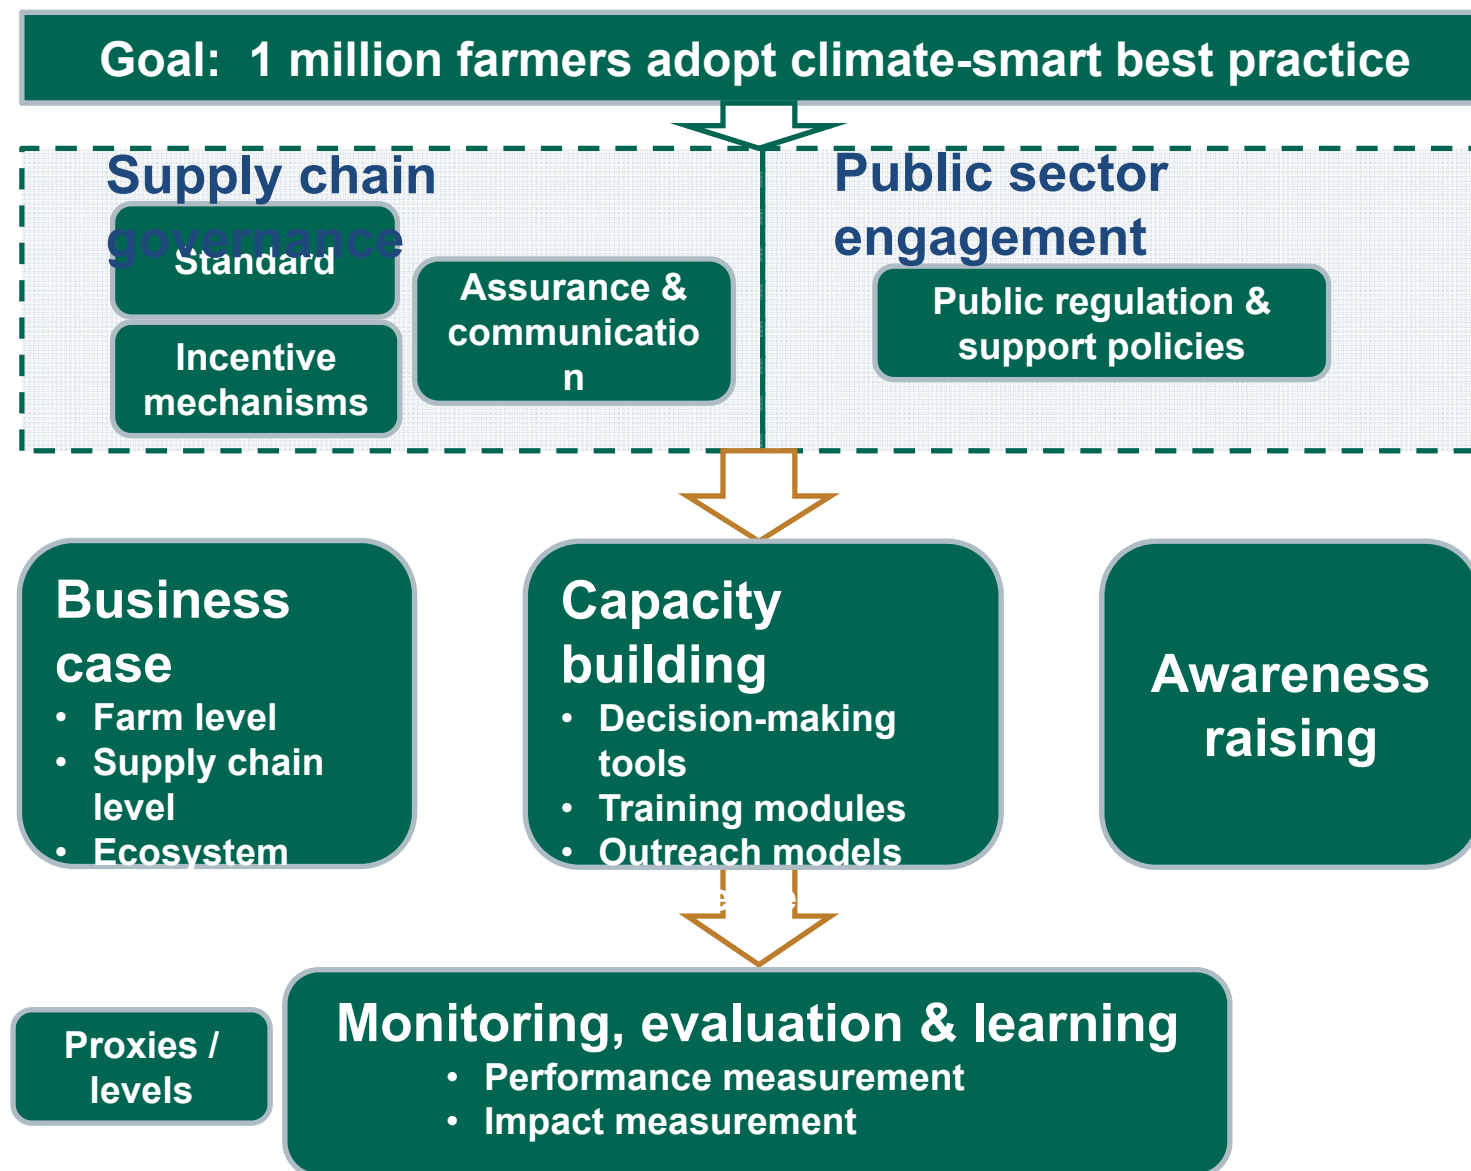 Goal:  1 million farmers adopt climate-smart best practice
Supply chain
governance
Standard
Incentive
mechanisms
Assurance &
communicatio
n
Public sector
engagement
Public regulation &
support policies
Business
case
• Farm level
• Supply chain
level
• Ecosystem
Capacity
building
• Decision-making
tools
• Training modules
• Outreach models
Awareness
raising
Proxies /
levels
Monitoring, evaluation & learning
• Performance measurement
• Impact measurement